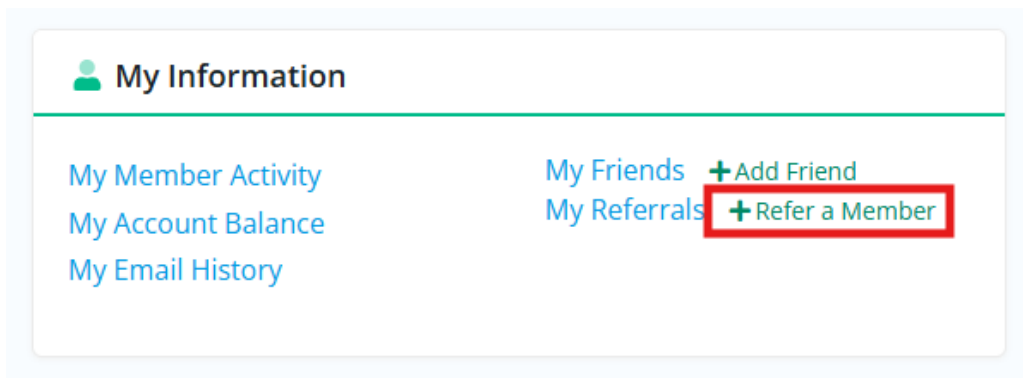 My Information
My Member Activity
My Account Balance
My Email History
My Friends +Add Friend
My Referrals +Refer a Member